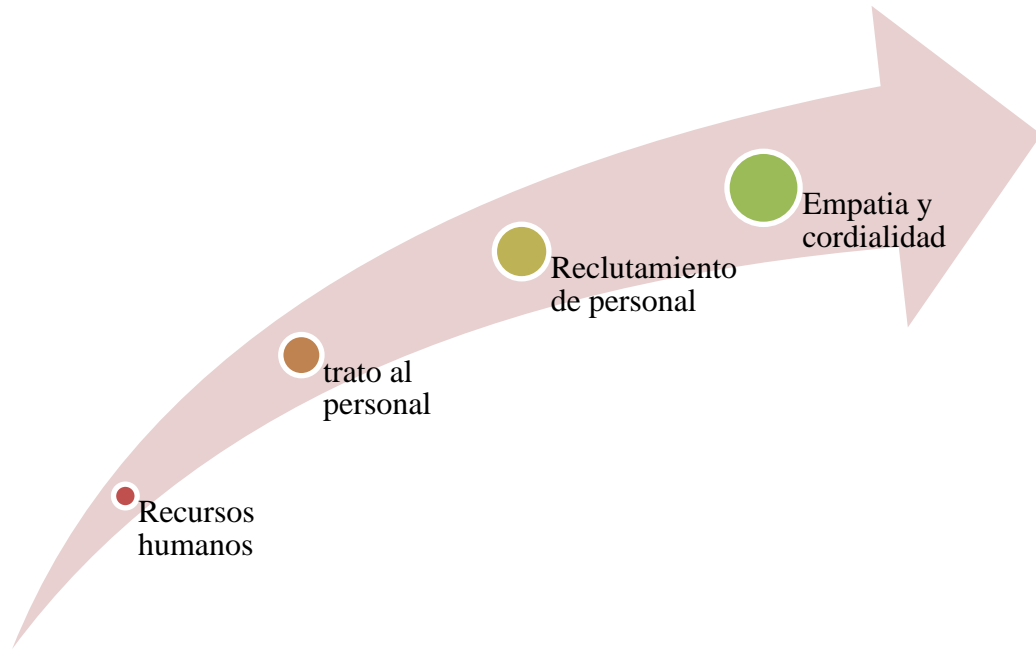 Empatia y
cordialidad
Reclutamiento
de personal
trato al
personal
Recursos
humanos